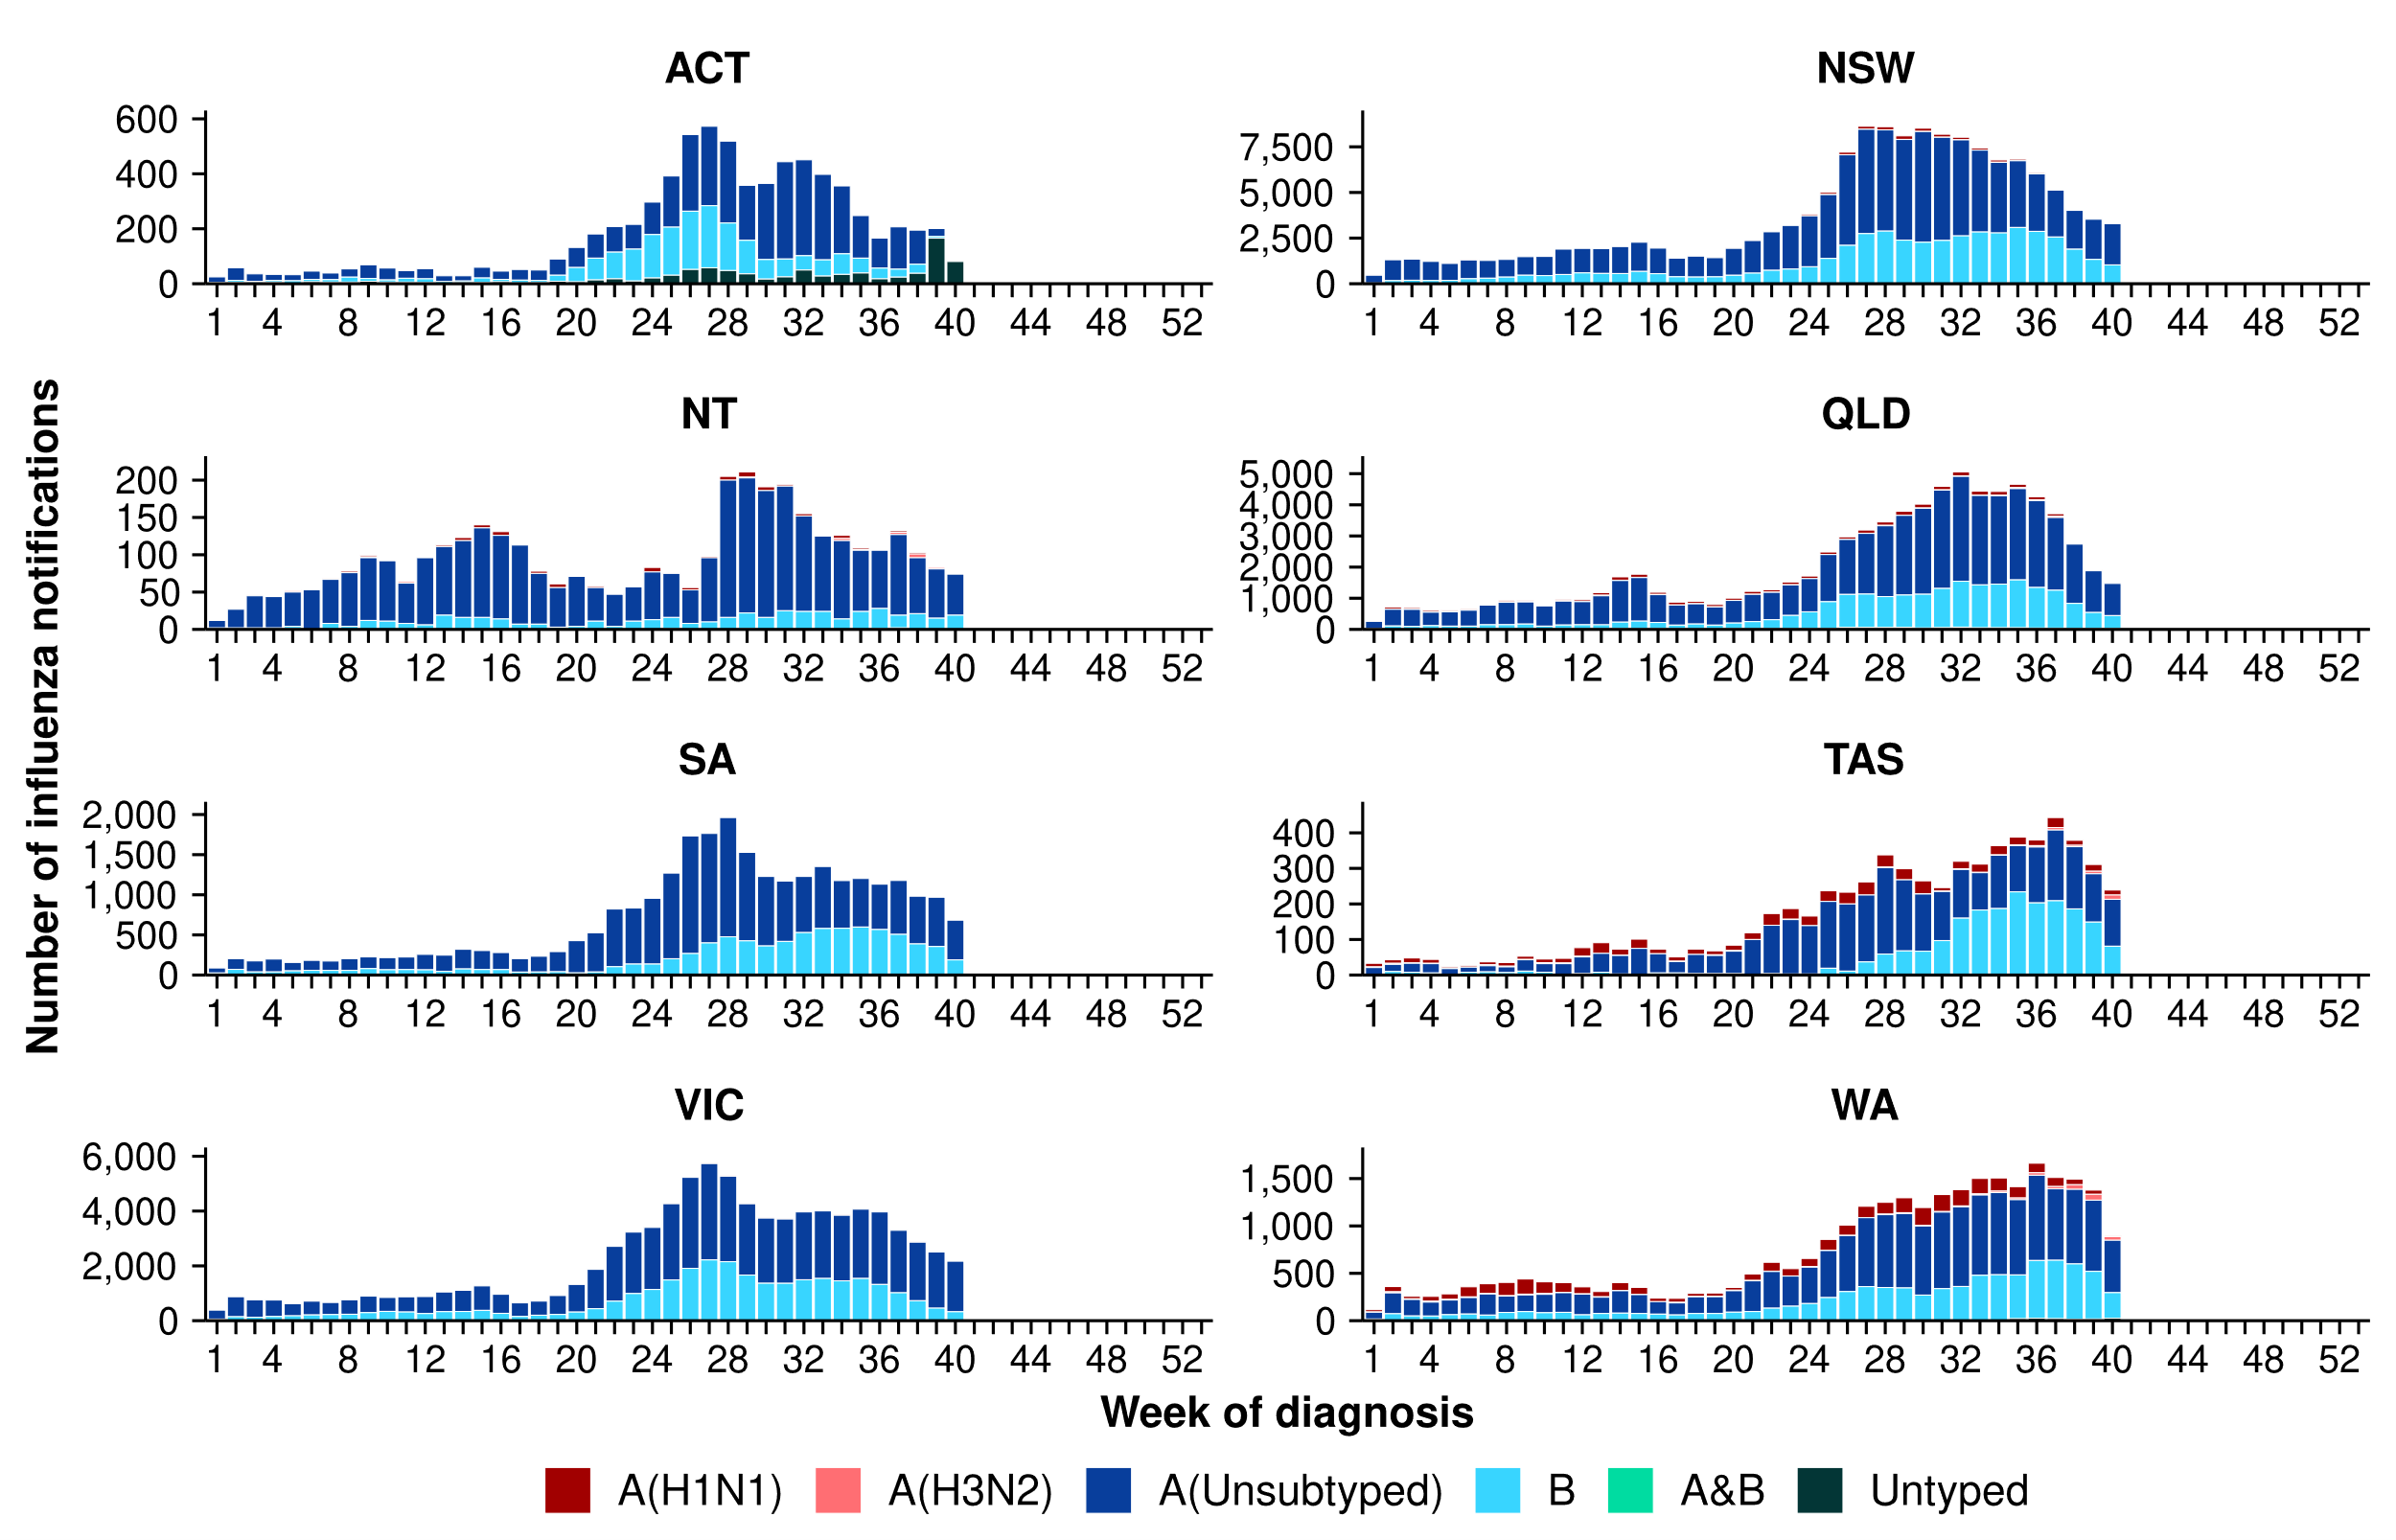 Number of influenza notifications
ACT
600
400
200
0
1 4 8 12 16 20 24 28 32 36 40 44 48 52
NSW
7,500
5,000
2,500
0
1 4 8 12 16 20 24 28 32 36 40 44 48 52
NT
200
150
100
50
0
1 4 8 12 16 20 24 28 32 36 40 44 48 52
QLD
5,000
4,000
3,000
2,000
1,000
0
1 4 8 12 16 20 24 28 32 36 40 44 48 52
SA
2,000
1,500
1,000
500
0
1 4 8 12 16 20 24 28 32 36 40 44 48 52
TAS
400
300
200
100
0
1 4 8 12 16 20 24 28 32 36 40 44 48 52
VIC
6,000
4,000
2,000
0
1 4 8 12 16 20 24 28 32 36 40 44 48 52
WA
1,500
1,000
500
0
1 4 8 12 16 20 24 28 32 36 40 44 48 52
Week of diagnosis
A(H1N1) A(H3N2) A(Unsubtyped) B A&B Untyped